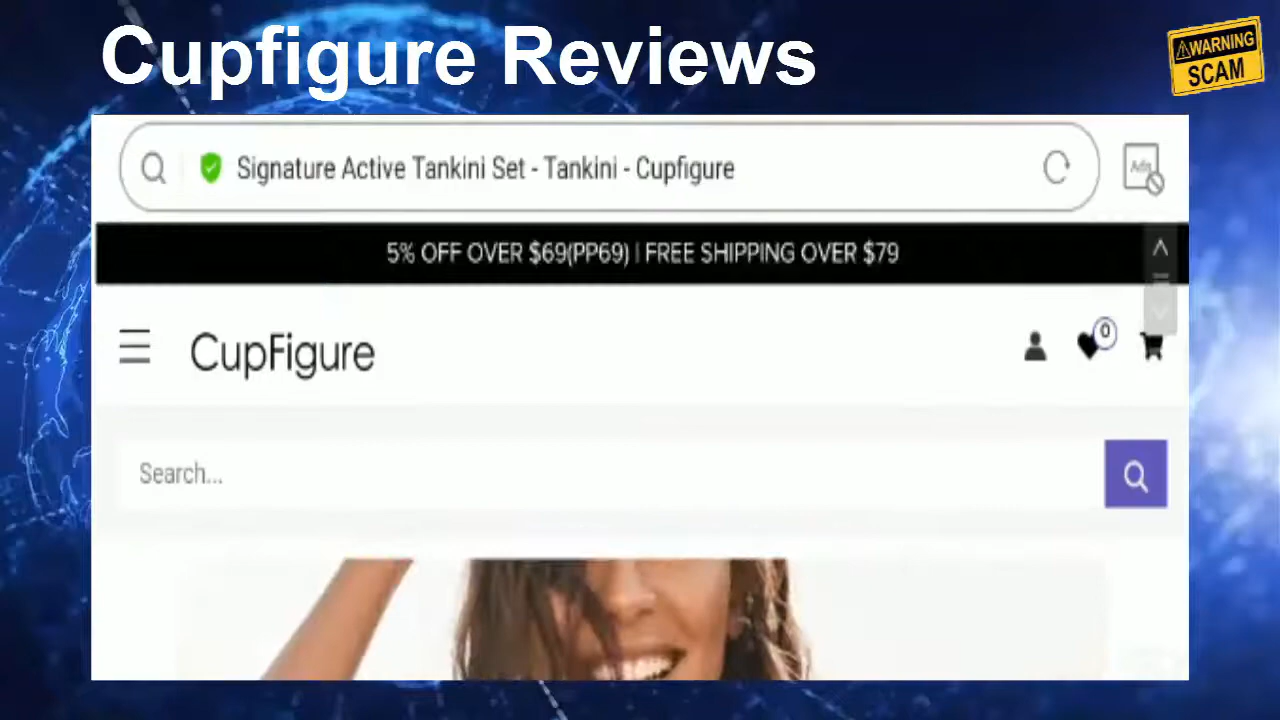 Cupfigure Reviews
WARNING
SCAM
Signature Active Tankini Set - Tankini - Cupfigure
Ads
5% OFF OVER $69(PP69) | FREE SHIPPING OVER $79
CupFigure
0
Search...